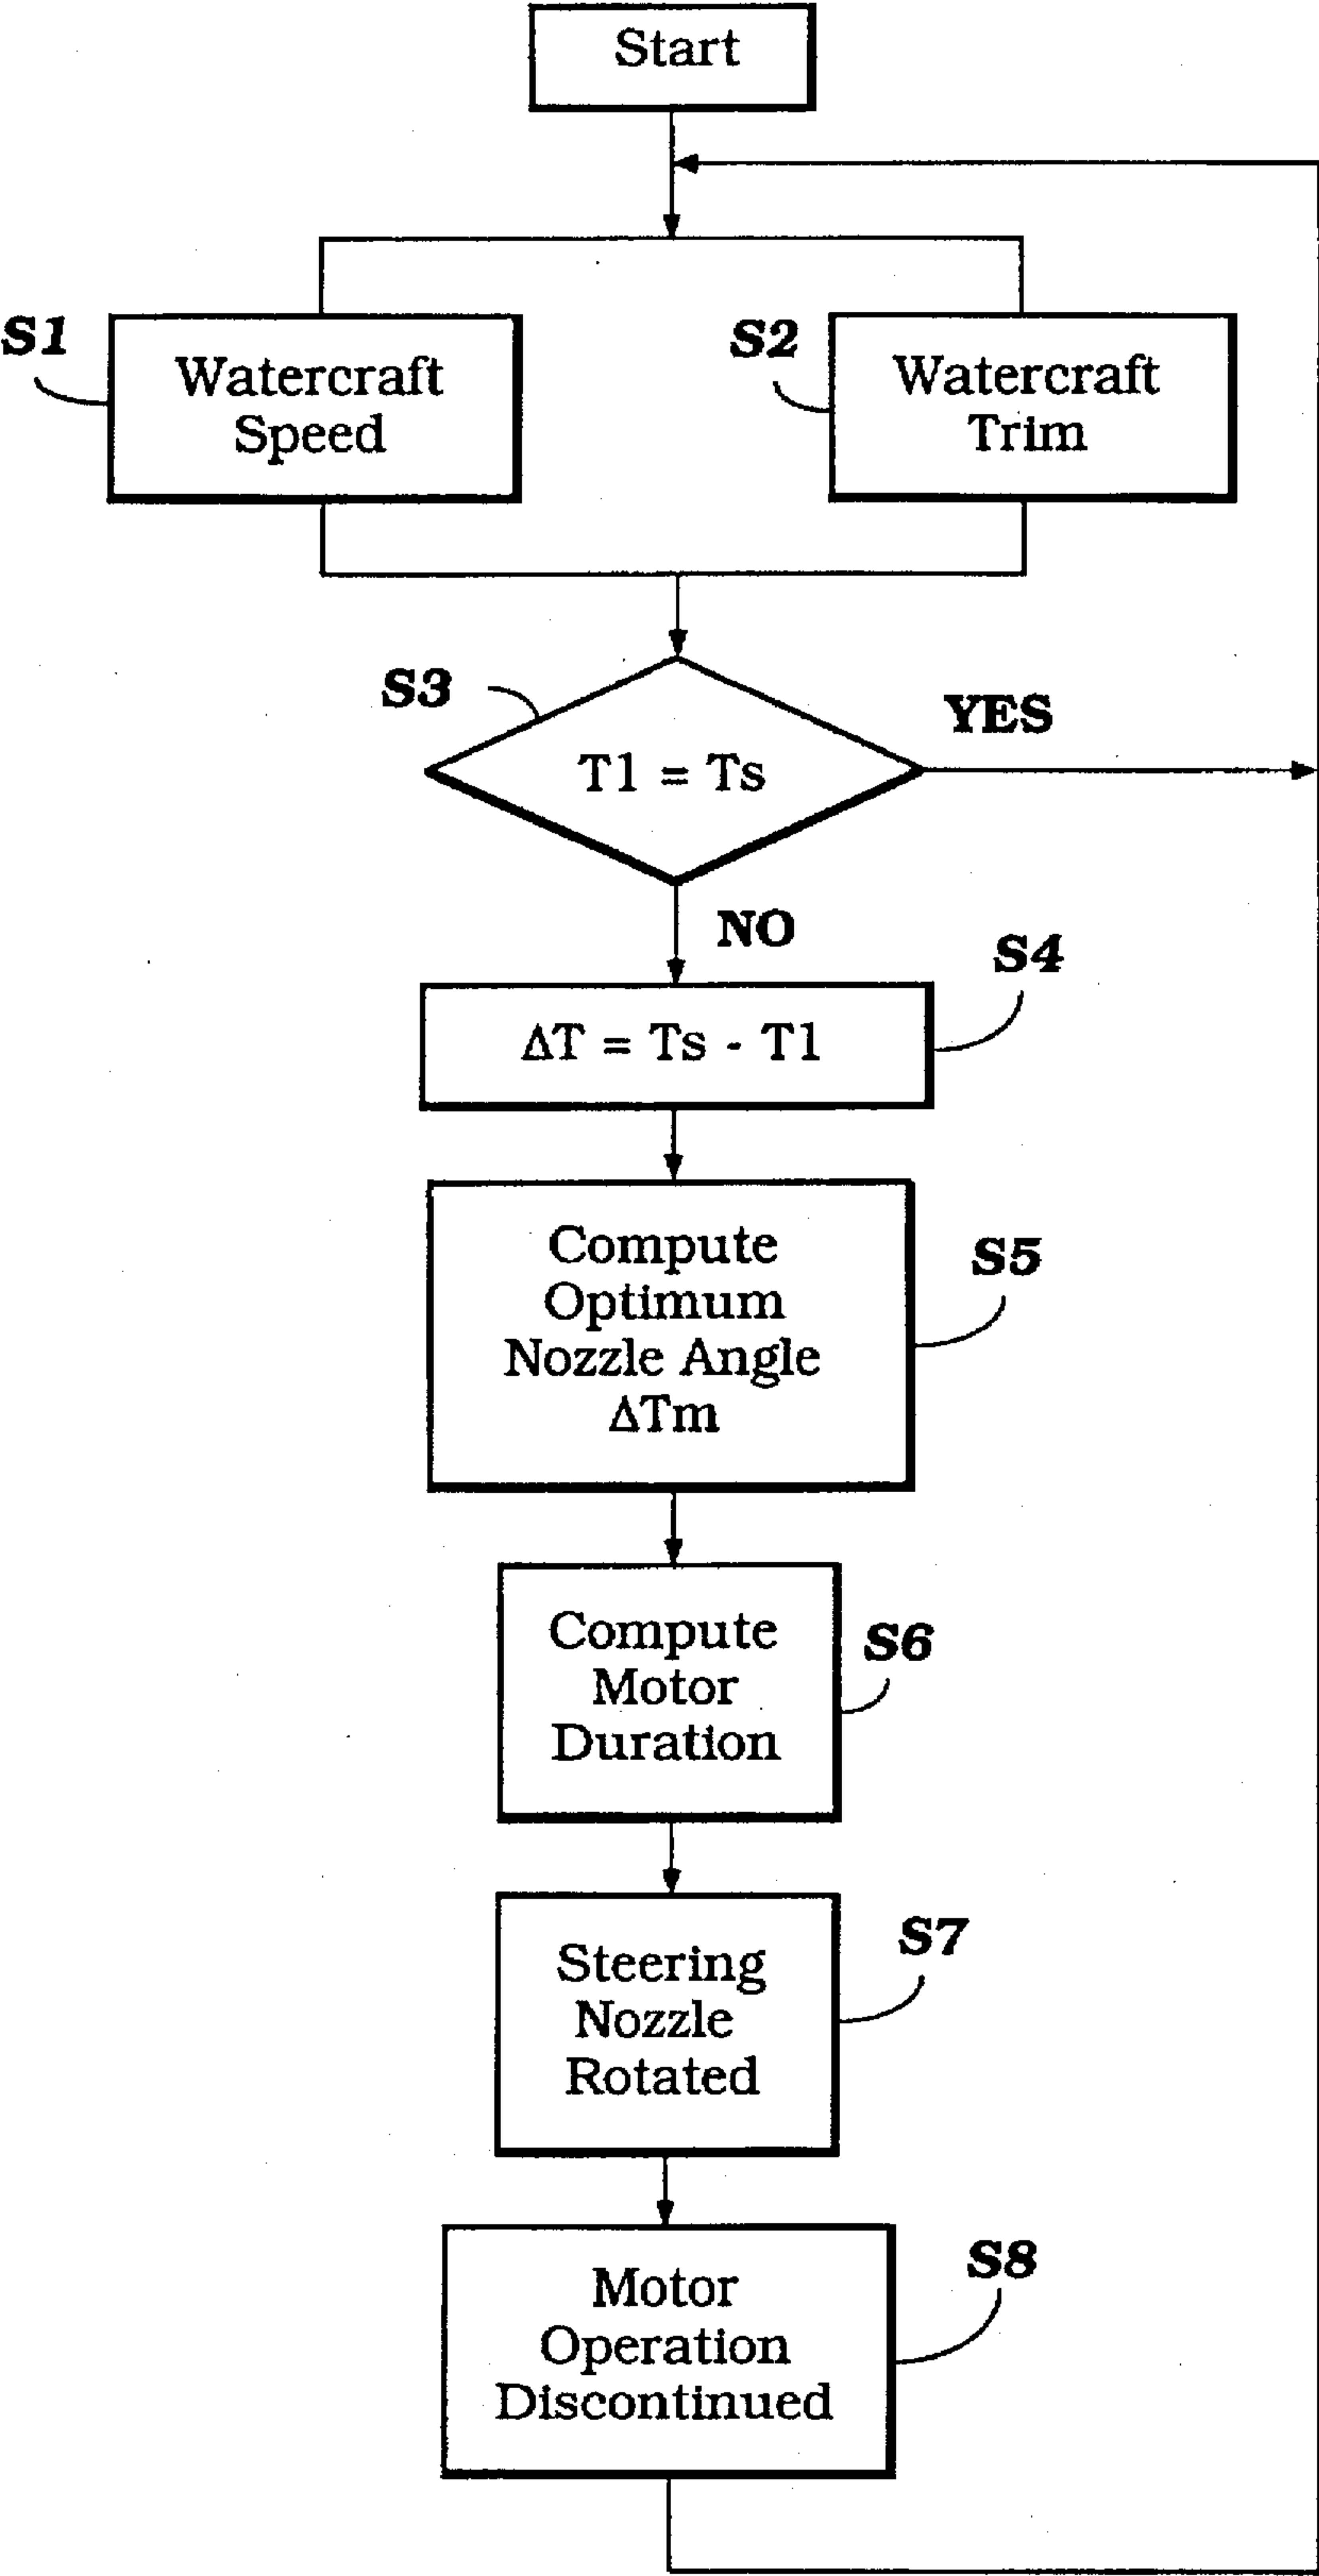 Start
S1
Watercraft
Speed
S2
Watercraft
Trim
S3
T1 = Ts
YES
NO
S4
ΔT = Ts - T1
Compute
Optimum
Nozzle Angle
ΔTm
S5
Compute
Motor
Duration
S6
Steering
Nozzle
Rotated
S7
Motor
Operation
Discontinued
S8